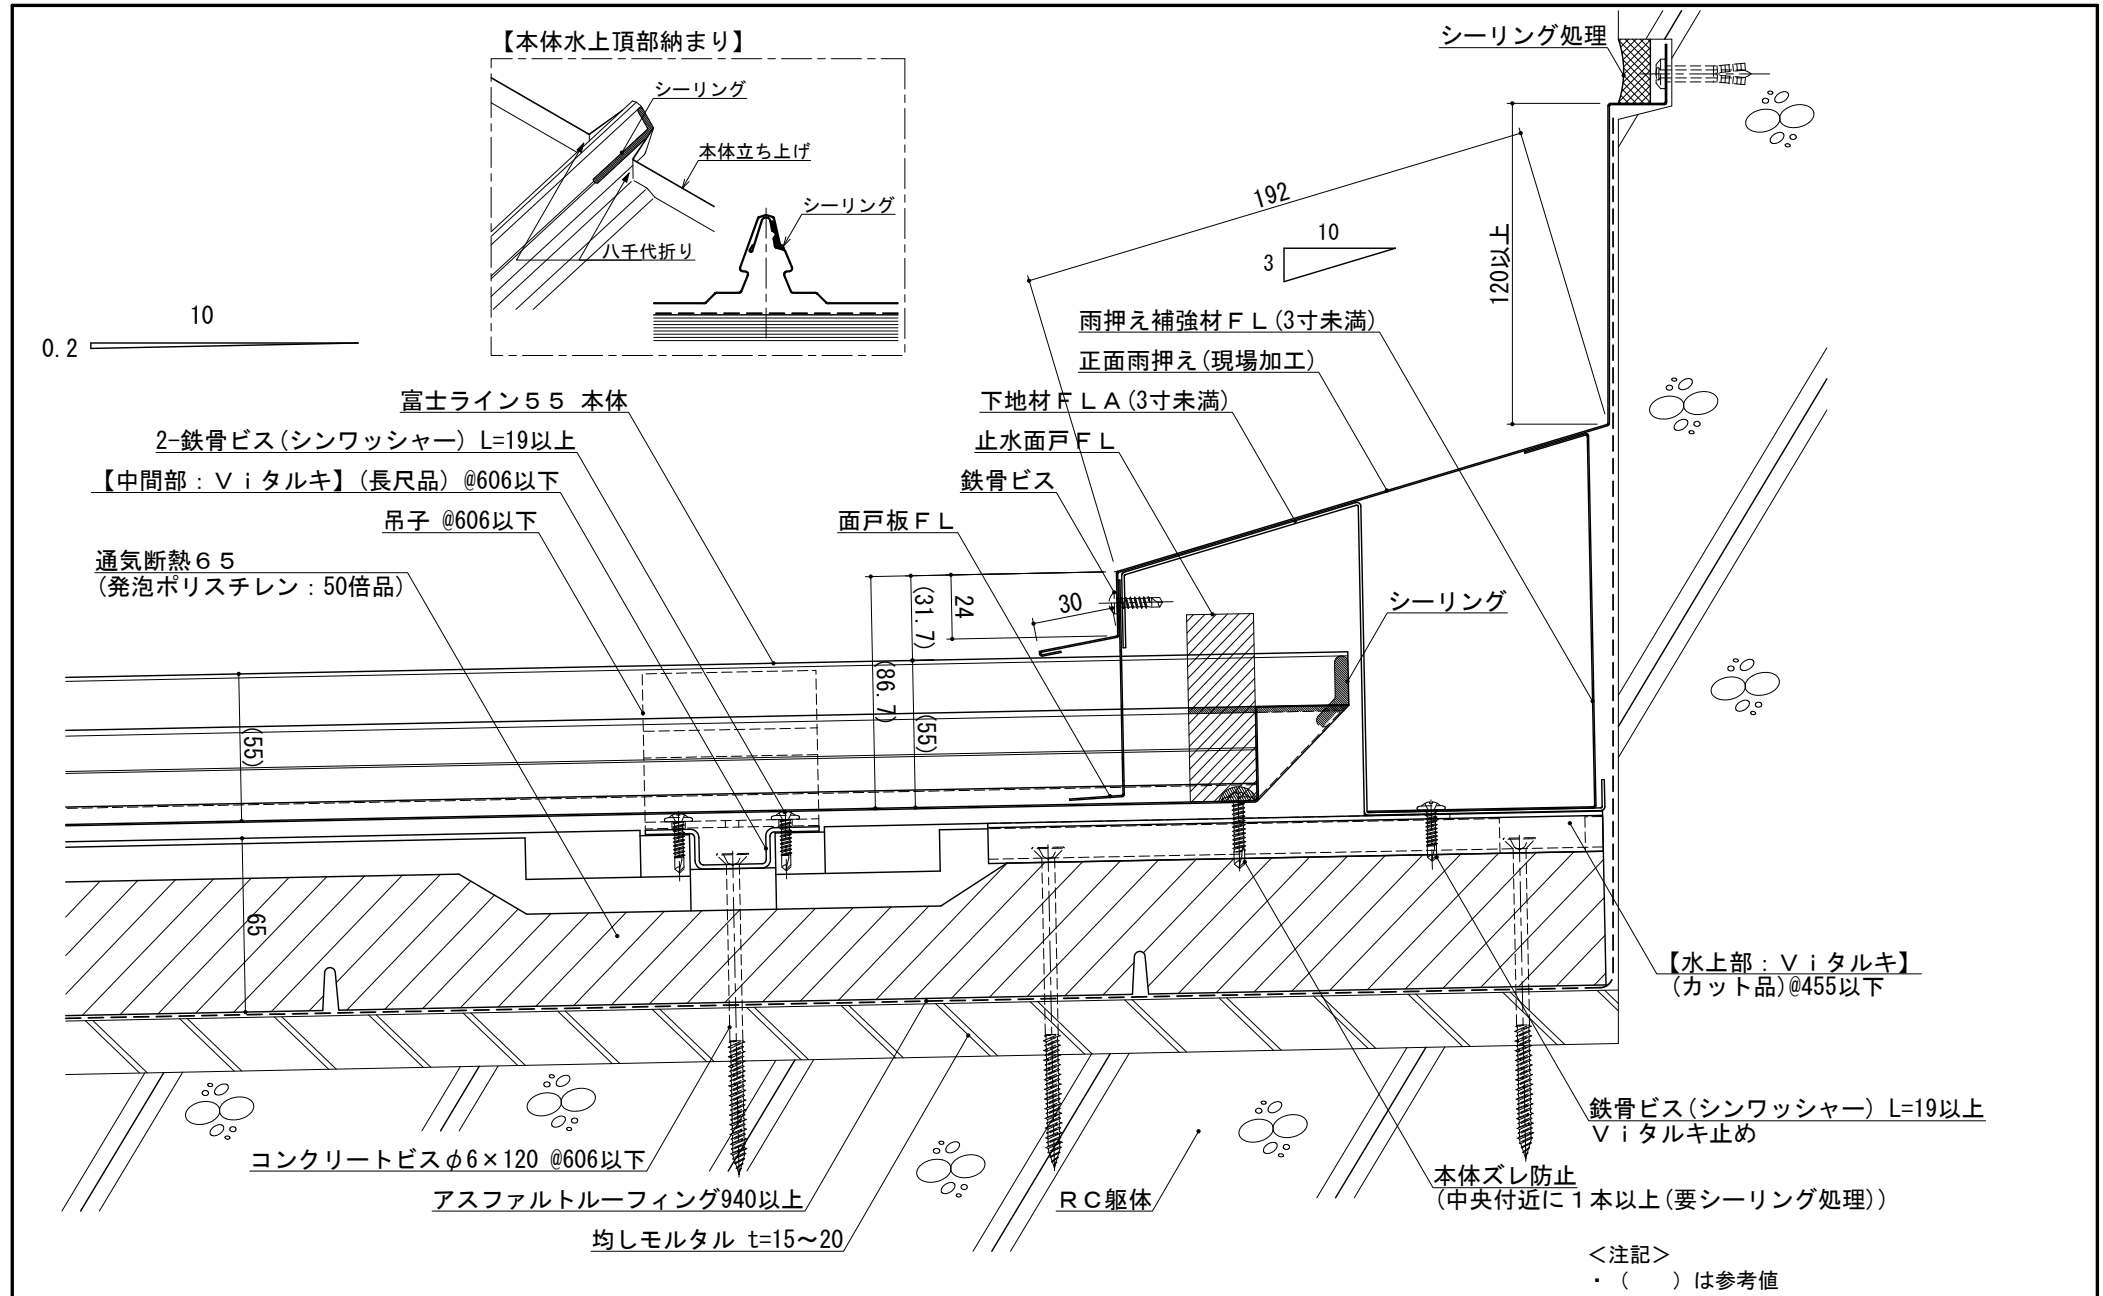 【本体水上頂部納まり】
シーリング
本体立ち上げ
シーリング
八千代折り
シーリング処理
192
10
3
120以上
10
0.2
雨押え補強材ＦＬ(3寸未満)
正面雨押え(現場加工)
下地材ＦＬＡ(3寸未満)
止水面戸ＦＬ
鉄骨ビス
面戸板ＦＬ
富士ライン５５ 本体
2-鉄骨ビス(シンワッシャー) L=19以上
【中間部：Ｖｉタルキ】(長尺品) @606以下
吊子 @606以下
通気断熱６５
(発泡ポリスチレン：50倍品)
シーリング
30
24
(31.7)
(86.7)
(55)
(55)
65
【水上部：Ｖｉタルキ】
(カット品)@455以下
鉄骨ビス(シンワッシャー) L=19以上
Ｖｉタルキ止め
本体ズレ防止
(中央付近に１本以上(要シーリング処理))
コンクリートビスφ6×120 @606以下
アスファルトルーフィング940以上
均しモルタル t=15～20
ＲＣ躯体
＜注記＞
・（　　）は参考値